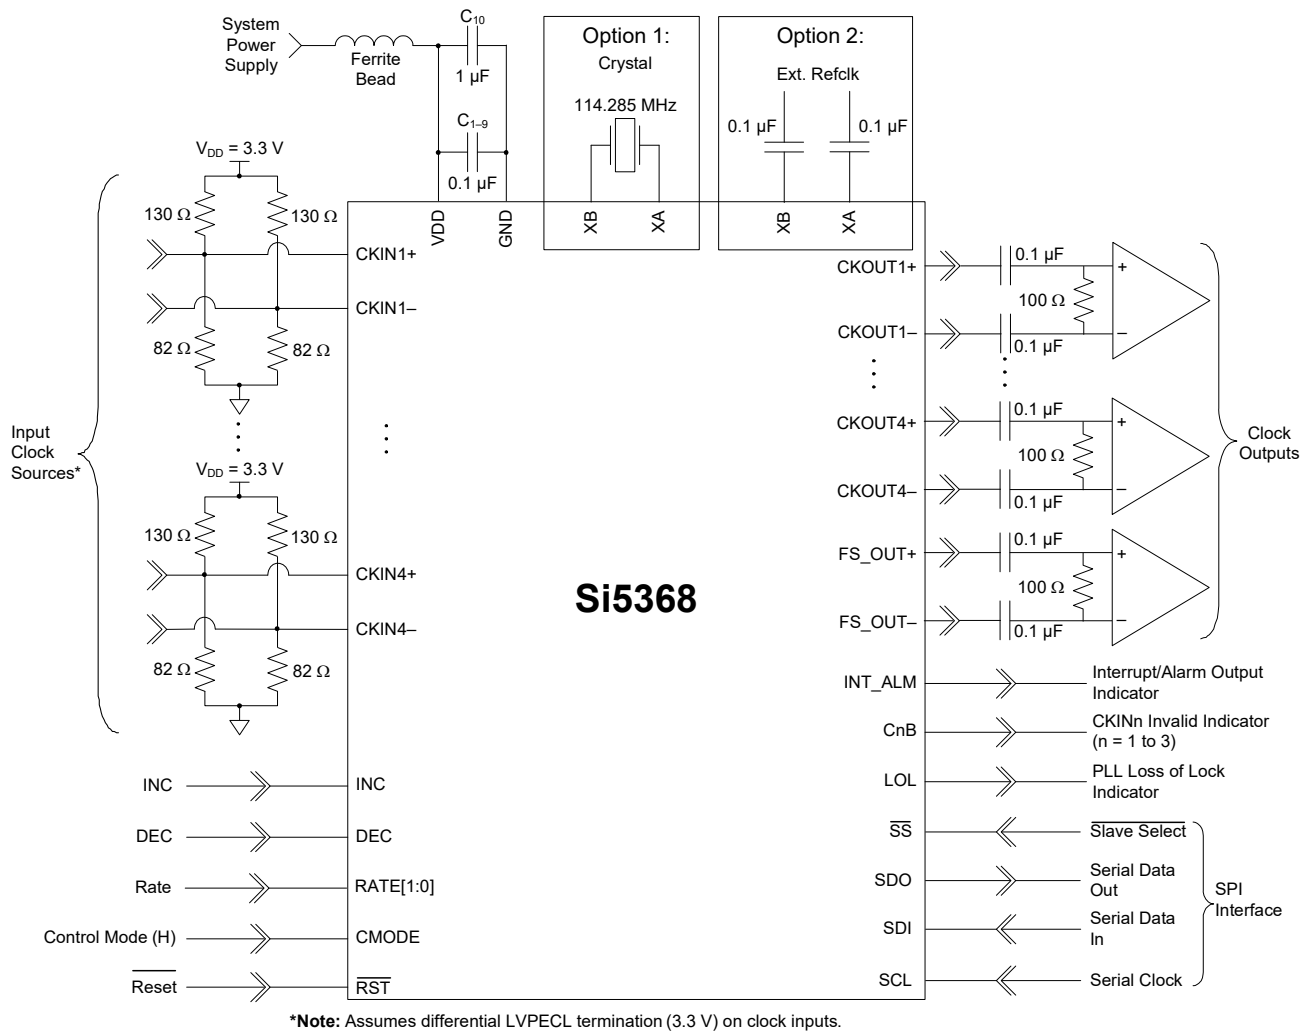 System
Power
Supply
Ferrite
Bead
C10
1 µF
C1–9
0.1 µF
Option 1:
Crystal
114.285 MHz
XB
XA
Option 2:
Ext. Refclk
0.1 µF
0.1 µF
XB
XA
VDD
GND
VDD = 3.3 V
130 Ω
130 Ω
CKIN1+
CKIN1–
82 Ω
82 Ω
Input
Clock
Sources*
VDD = 3.3 V
130 Ω
130 Ω
CKIN4+
CKIN4–
82 Ω
82 Ω
INC
INC
DEC
DEC
Rate
RATE[1:0]
Control Mode (H)
CMODE
Reset
RST
Si5368
CKOUT1+
0.1 µF
+
100 Ω
CKOUT1–
–
0.1 µF
CKOUT4+
0.1 µF
+
100 Ω
CKOUT4–
–
0.1 µF
Clock
Outputs
FS_OUT+
0.1 µF
+
100 Ω
FS_OUT–
–
0.1 µF
INT_ALM
Interrupt/Alarm Output
Indicator
CnB
CKINn Invalid Indicator
(n = 1 to 3)
LOL
PLL Loss of Lock
Indicator
SS
Slave Select
SDO
Serial Data
Out
SDI
Serial Data
In
SCL
Serial Clock
SPI
Interface
*Note: Assumes differential LVPECL termination (3.3 V) on clock inputs.